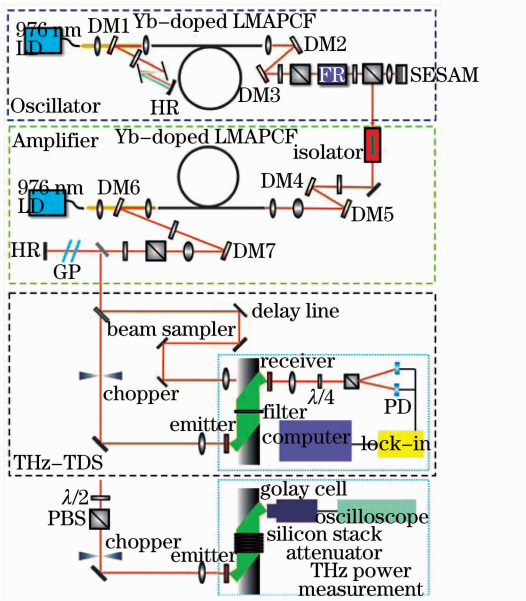 976 nm
LD
DM1
Yb-doped LMAPCF
DM2
DM3
FR
SESAM
HR
Oscillator
Amplifier
Yb-doped LMAPCF
isolator
976 nm
LD
DM6
DM4
DM5
HR
GP
DM7
delay line
beam sampler
receiver
chopper
λ/4
PD
filter
emitter
computer
lock-in
THz-TDS
λ/2
PBS
golay cell
oscilloscope
chopper
silicon stack
attenuator
emitter
THz power
measurement